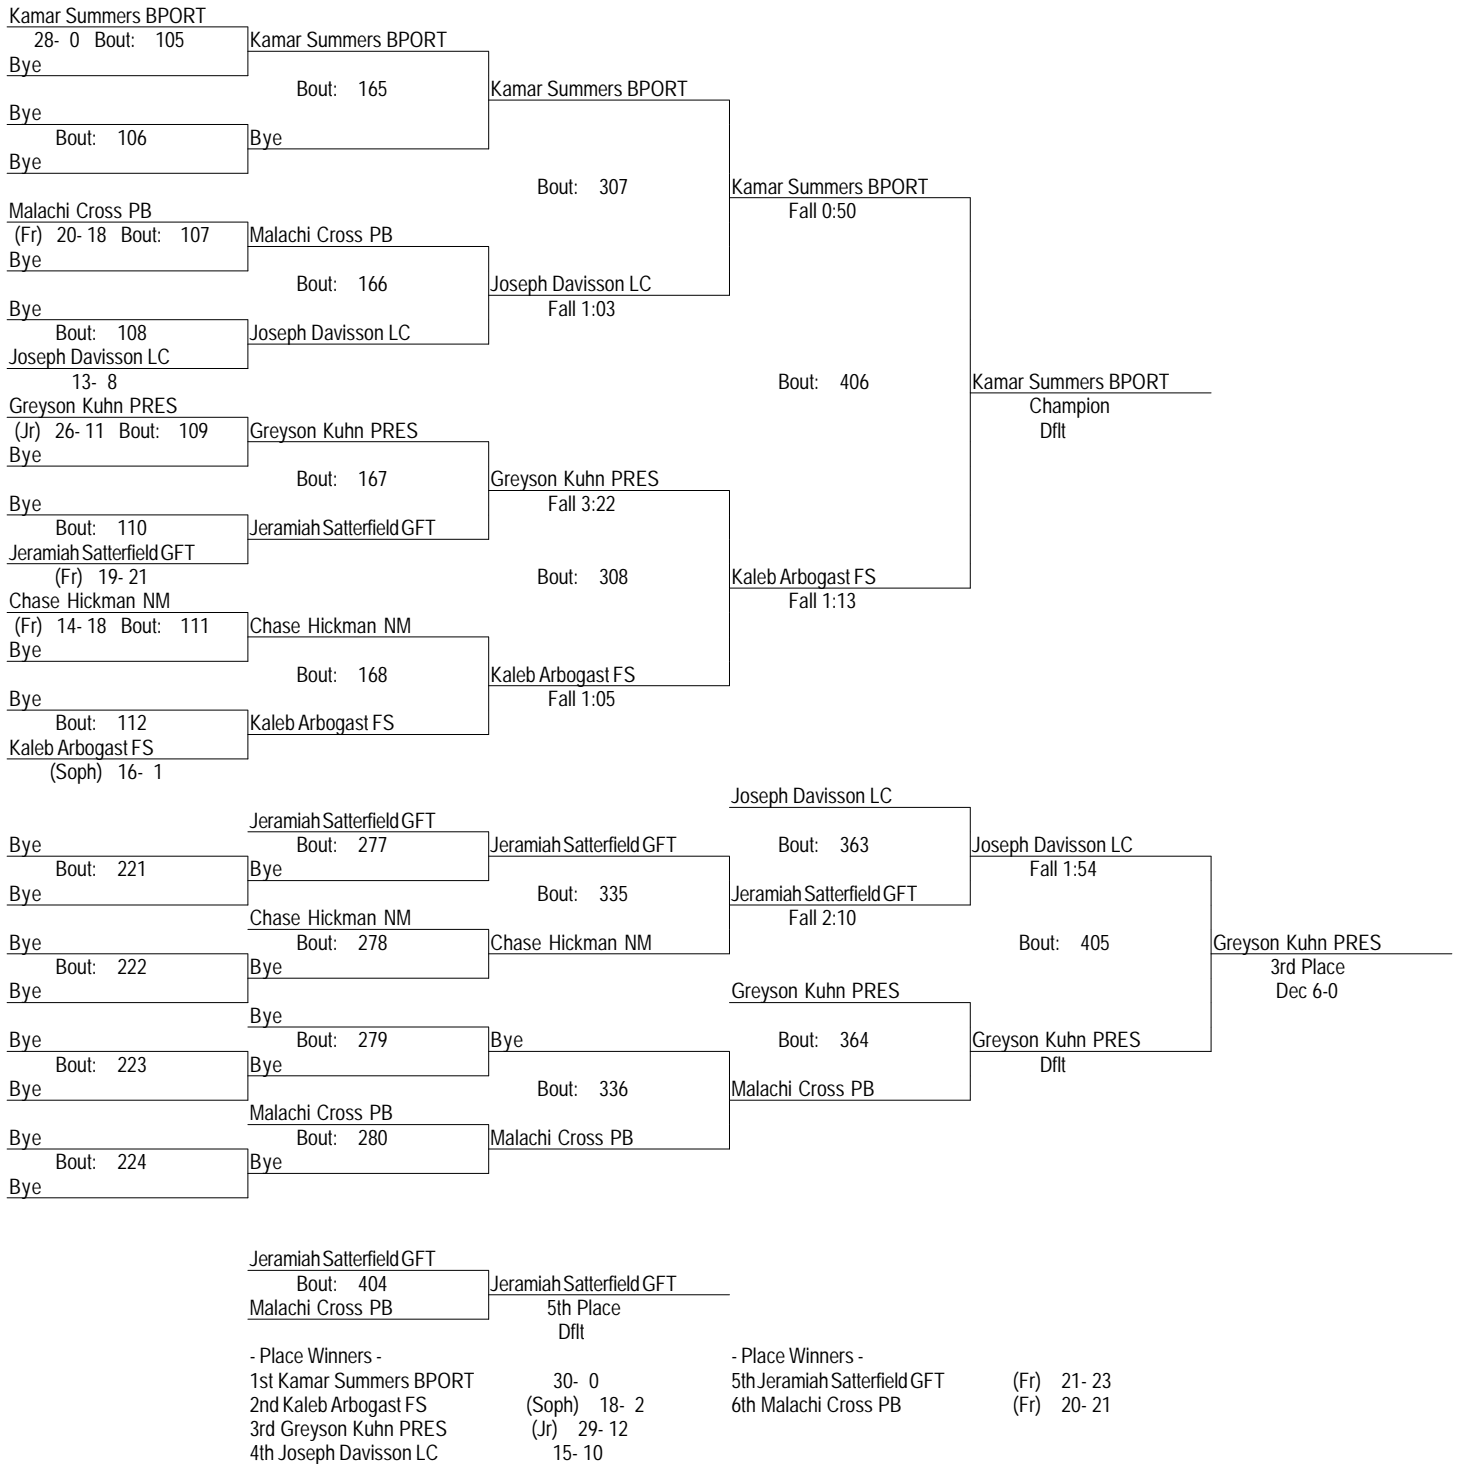 Kamar Summers BPORT
28- 0 Bout: 105
Kamar Summers BPORT
Bye
Bout: 165
Kamar Summers BPORT
Bye
Bout: 106
Bye
Bye
Bout: 307
Kamar Summers BPORT
Fall 0:50
Malachi Cross PB
(Fr) 20- 18 Bout: 107
Malachi Cross PB
Bye
Bout: 166
Joseph Davisson LC
Fall 1:03
Bye
Bout: 108
Joseph Davisson LC
Joseph Davisson LC
13- 8
Bout: 406
Kamar Summers BPORT
Champion
Dflt
Greyson Kuhn PRES
(Jr) 26- 11 Bout: 109
Greyson Kuhn PRES
Bye
Bout: 167
Greyson Kuhn PRES
Fall 3:22
Bye
Bout: 110
Jeramiah Satterfield GFT
Jeramiah Satterfield GFT
(Fr) 19- 21
Bout: 308
Kaleb Arbogast FS
Fall 1:13
Chase Hickman NM
(Fr) 14- 18 Bout: 111
Chase Hickman NM
Bye
Bout: 168
Kaleb Arbogast FS
Fall 1:05
Bye
Bout: 112
Kaleb Arbogast FS
Kaleb Arbogast FS
(Soph) 16- 1
Joseph Davisson LC
Jeramiah Satterfield GFT
Bye
Bout: 277
Jeramiah Satterfield GFT
Bout: 363
Joseph Davisson LC
Bout: 221
Bye
Fall 1:54
Bye
Bout: 335
Jeramiah Satterfield GFT
Chase Hickman NM
Fall 2:10
Bye
Bout: 278
Chase Hickman NM
Bout: 405
Greyson Kuhn PRES
Bout: 222
Bye
3rd Place
Bye
Greyson Kuhn PRES
Dec 6-0
Bye
Bye
Bout: 279
Bye
Bout: 364
Greyson Kuhn PRES
Bout: 223
Bye
Dflt
Bye
Bout: 336
Malachi Cross PB
Malachi Cross PB
Bye
Bout: 280
Malachi Cross PB
Bout: 224
Bye
Bye
Jeramiah Satterfield GFT
Bout: 404
Jeramiah Satterfield GFT
Malachi Cross PB
5th Place
Dflt
- Place Winners -
1st Kamar Summers BPORT 30- 0
2nd Kaleb Arbogast FS (Soph) 18- 2
3rd Greyson Kuhn PRES (Jr) 29- 12
4th Joseph Davisson LC 15- 10
- Place Winners -
5th Jeramiah Satterfield GFT (Fr) 21- 23
6th Malachi Cross PB (Fr) 20- 21